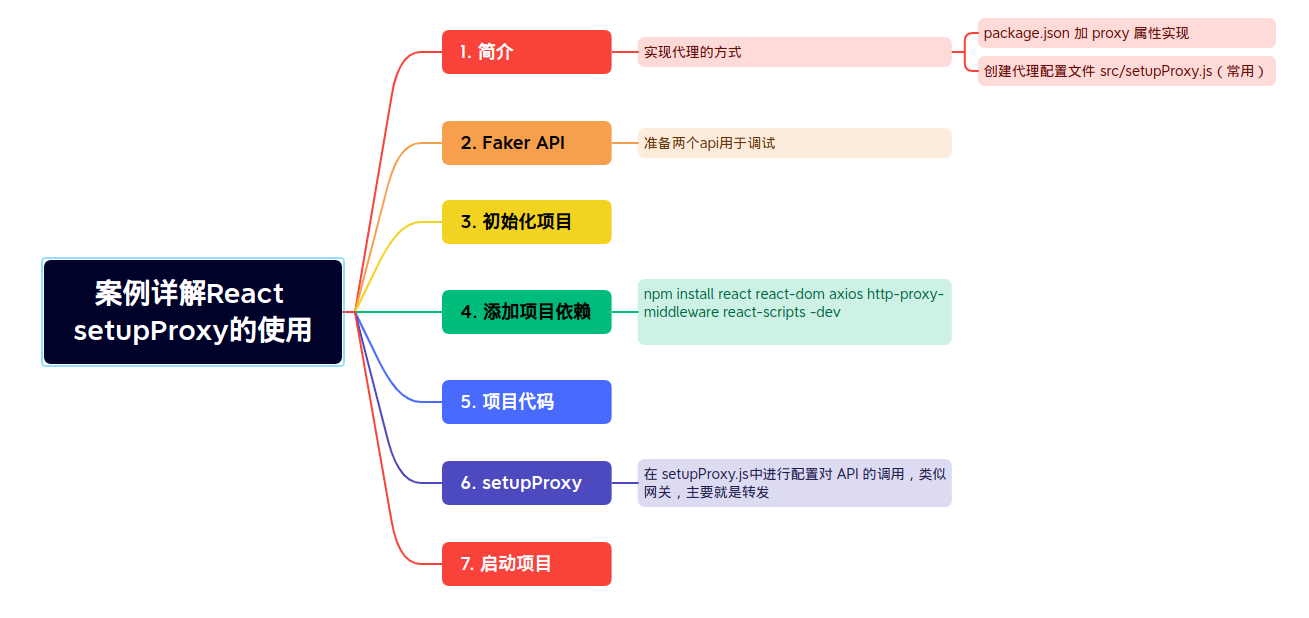 案例详解React
setupProxy的使用
1. 简介
实现代理的方式
package.json 加 proxy 属性实现
创建代理配置文件 src/setupProxy.js（常用）
2. Faker API
准备两个api用于调试
3. 初始化项目
4. 添加项目依赖
npm install react react-dom axios http-proxy-
middleware react-scripts -dev
5. 项目代码
6. setupProxy
在 setupProxy.js中进行配置对 API 的调用，类似
网关，主要就是转发
7. 启动项目